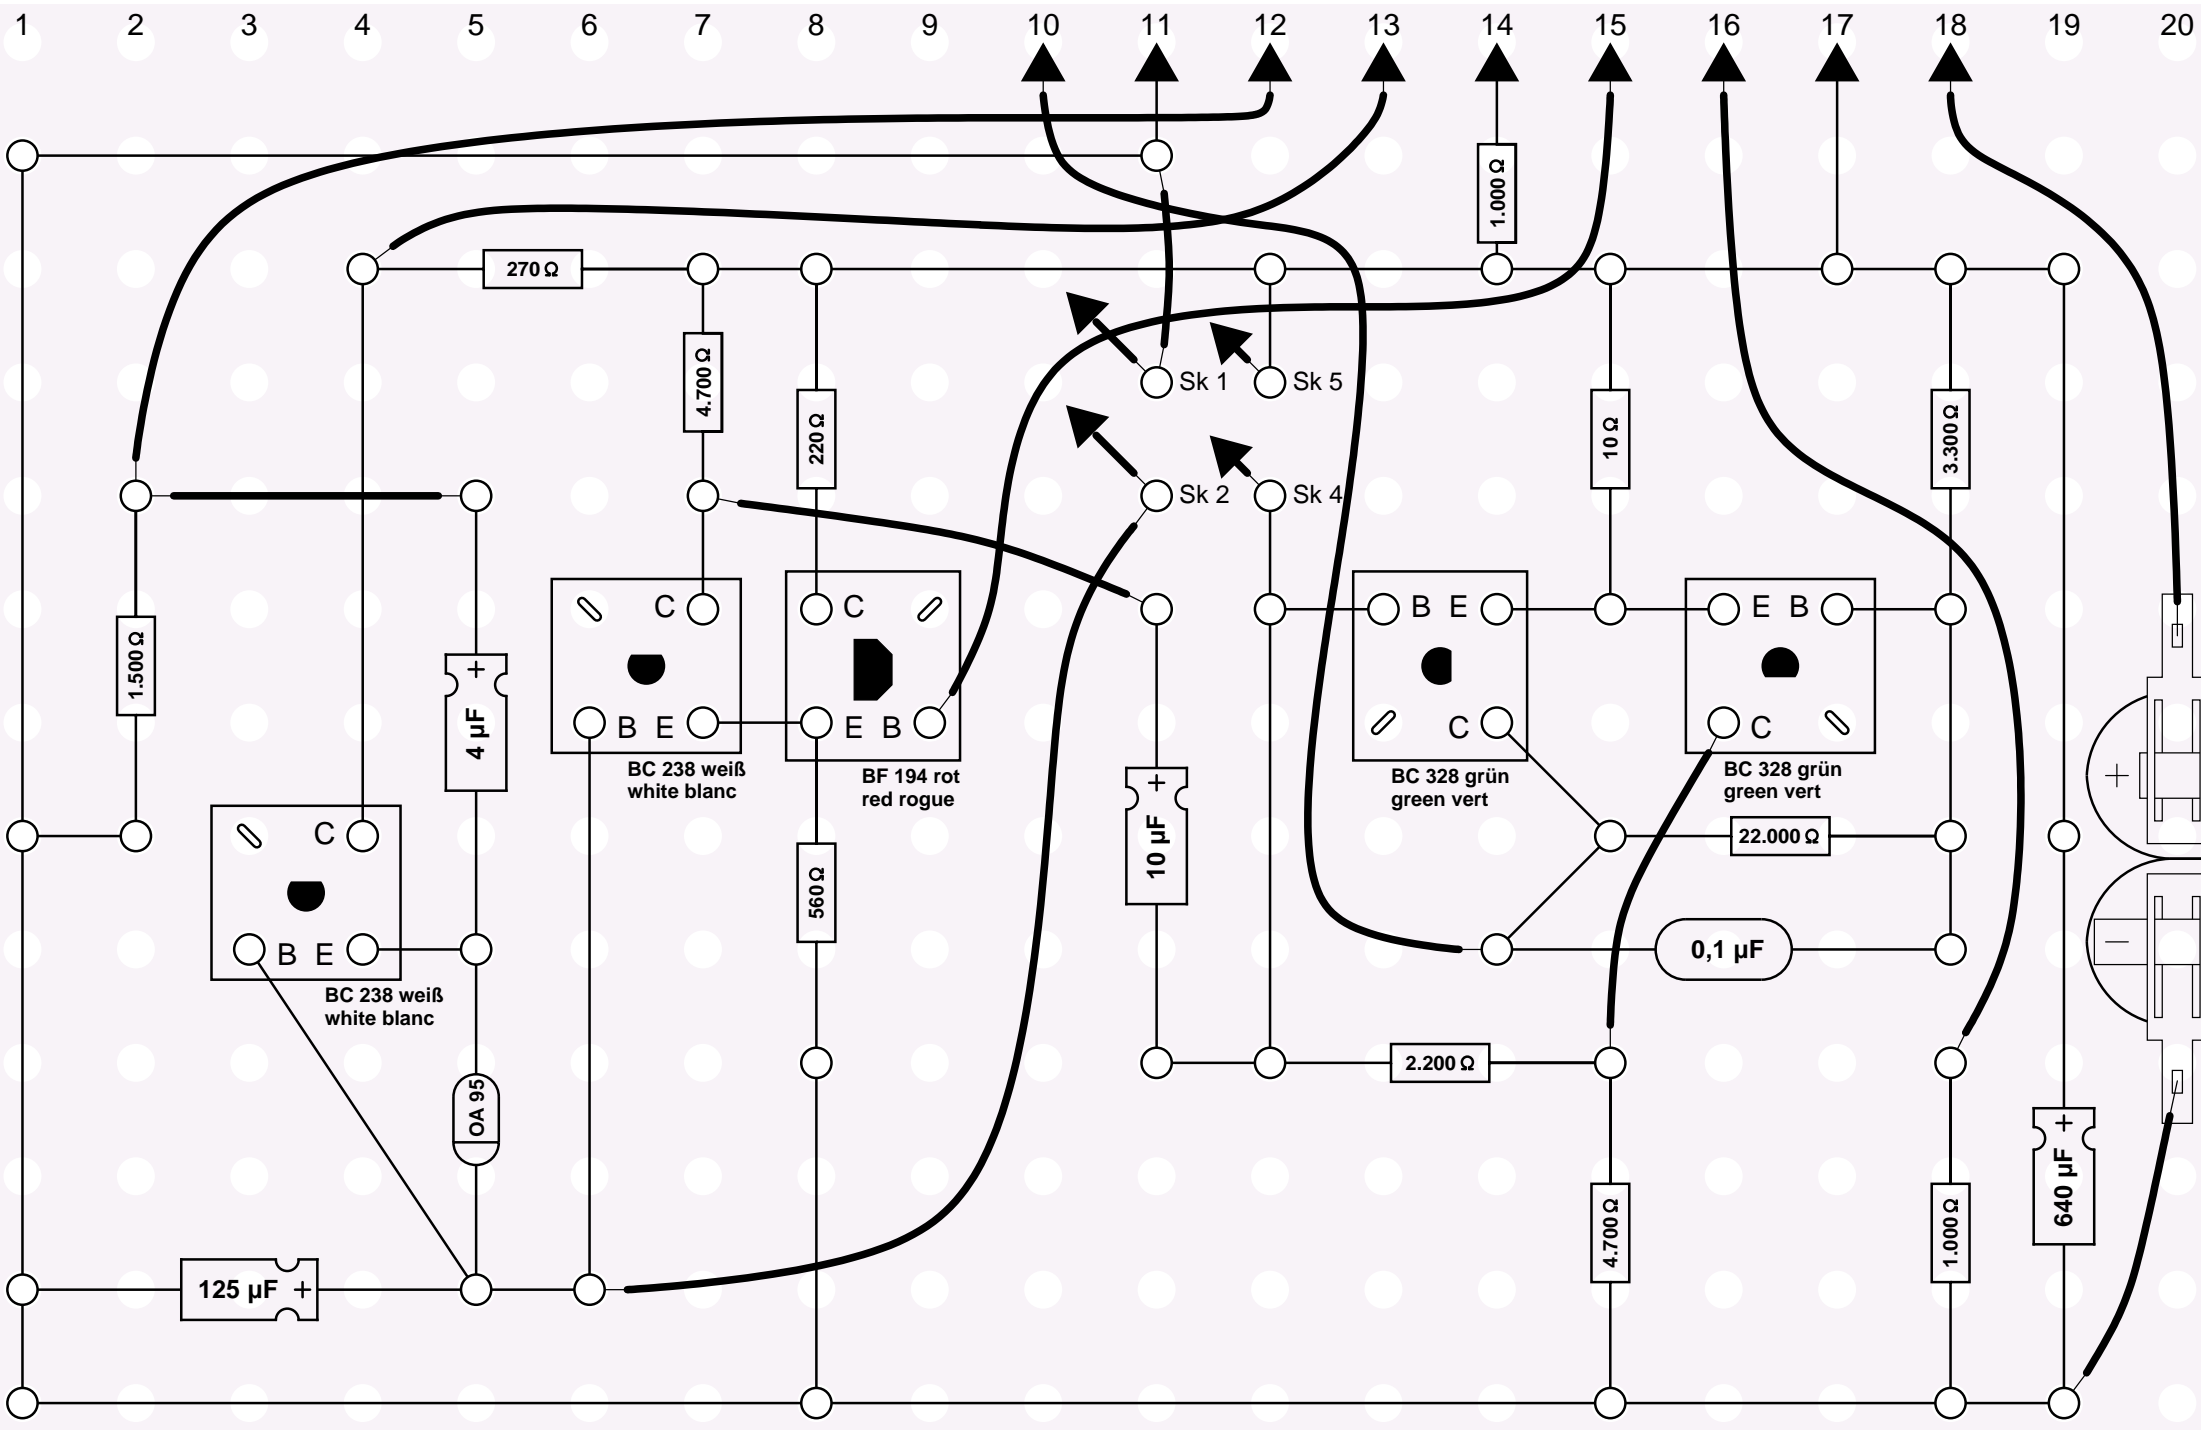 1 2 3 4 5 6 7 8 9 10 11 12 13 14 15 16 17 18 19 20
1.000 Ω
270 Ω
4.700 Ω
220 Ω
Sk 1
Sk 5
10 Ω
3.300 Ω
Sk 2
Sk 4
1.500 Ω
4 µF
+
C
B E
BC 238 weiß
white blanc
C
E B
BF 194 rot
red rogue
10 µF
+
B E
C
BC 328 grün
green vert
E B
C
BC 328 grün
green vert
+
22.000 Ω
C
B E
BC 238 weiß
white blanc
560 Ω
0,1 µF
−
OA 95
2.200 Ω
4.700 Ω
1.000 Ω
640 µF
+
125 µF +